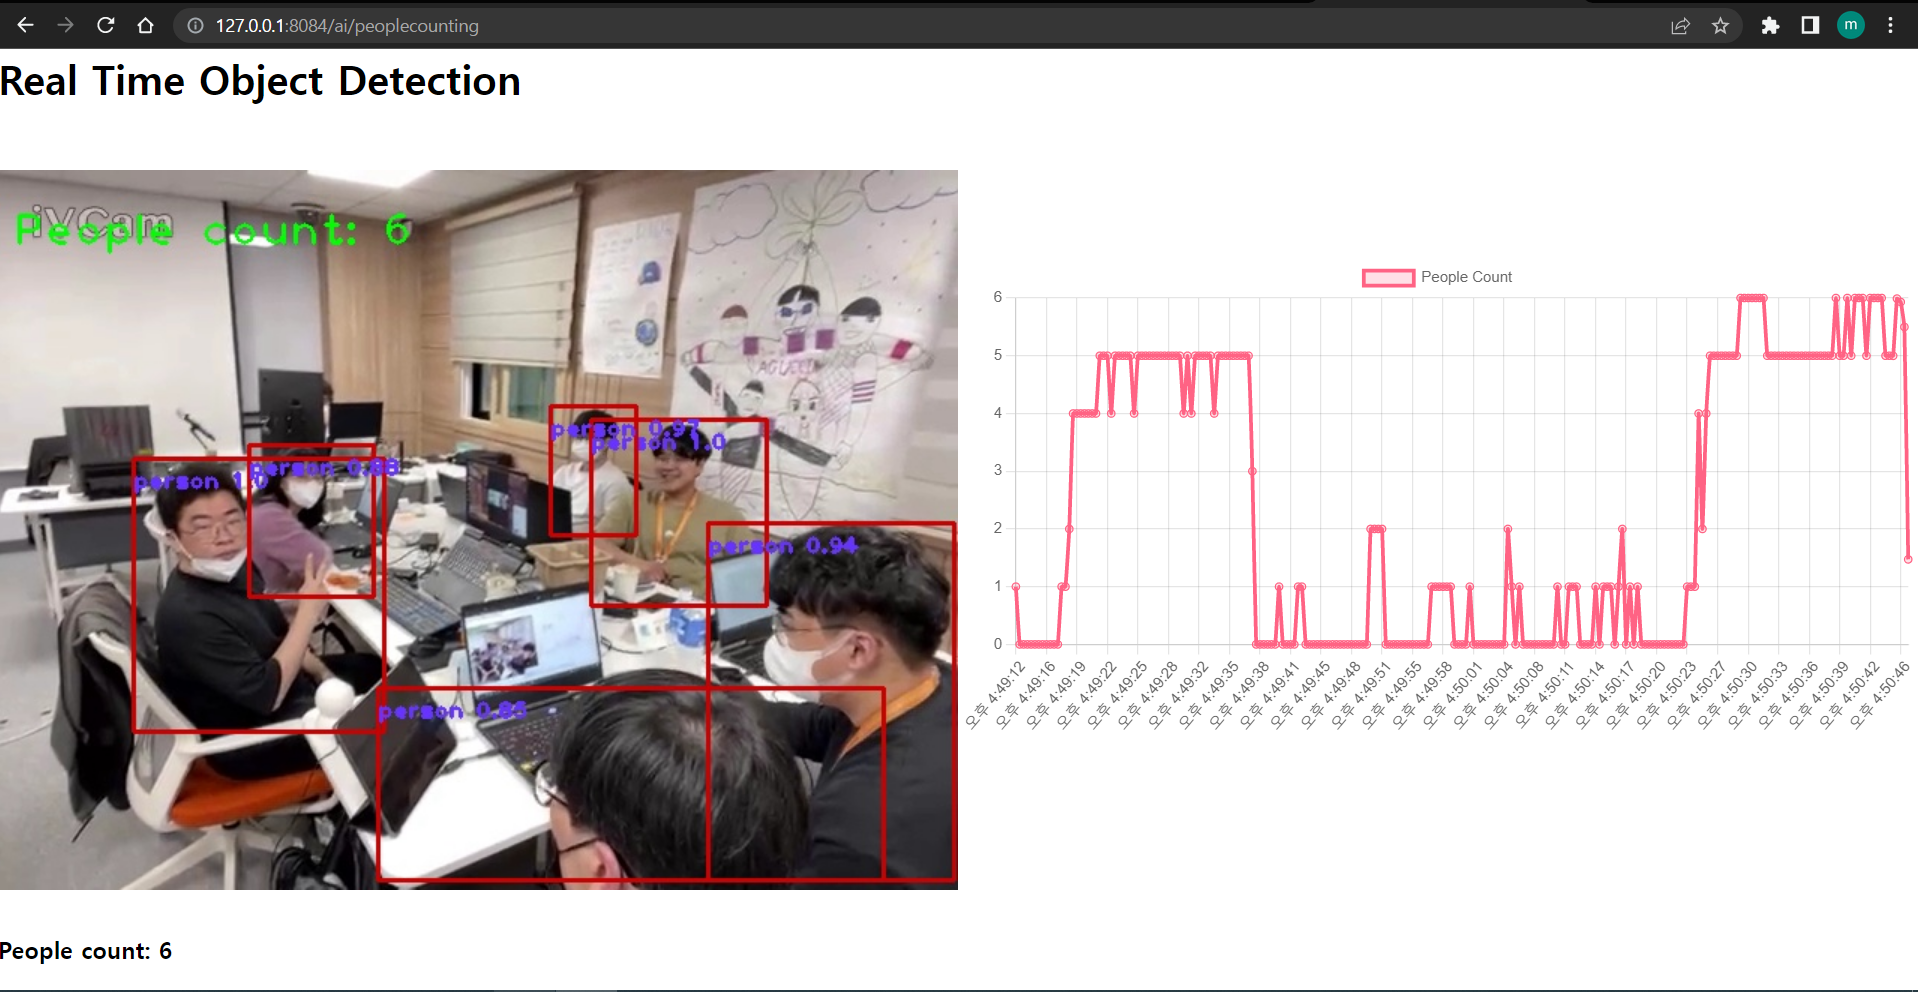 127.0.0.1:8084/ai/peoplecounting
m
Real Time Object Detection
iVCam
People count: 6
person 0.97
person 1.0
person 0.88
person 1.0
person 0.94
person 0.85
People Count
6
5
4
3
2
1
0
오후 4:49:12
오후 4:49:16
오후 4:49:19
오후 4:49:22
오후 4:49:25
오후 4:49:28
오후 4:49:32
오후 4:49:35
오후 4:49:38
오후 4:49:41
오후 4:49:45
오후 4:49:48
오후 4:49:51
오후 4:49:55
오후 4:49:58
오후 4:50:01
오후 4:50:04
오후 4:50:08
오후 4:50:11
오후 4:50:14
오후 4:50:17
오후 4:50:20
오후 4:50:23
오후 4:50:27
오후 4:50:30
오후 4:50:33
오후 4:50:36
오후 4:50:39
오후 4:50:42
오후 4:50:46
People count: 6